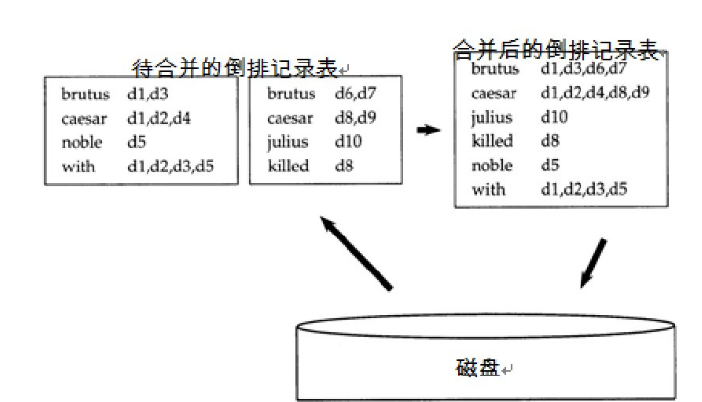 待合并的倒排记录表
brutus d1,d3
caesar d1,d2,d4
noble d5
with d1,d2,d3,d5
brutus d6,d7
caesar d8,d9
julius d10
killed d8
合并后的倒排记录表
brutus d1,d3,d6,d7
caesar d1,d2,d4,d8,d9
julius d10
killed d8
noble d5
with d1,d2,d3,d5
磁盘